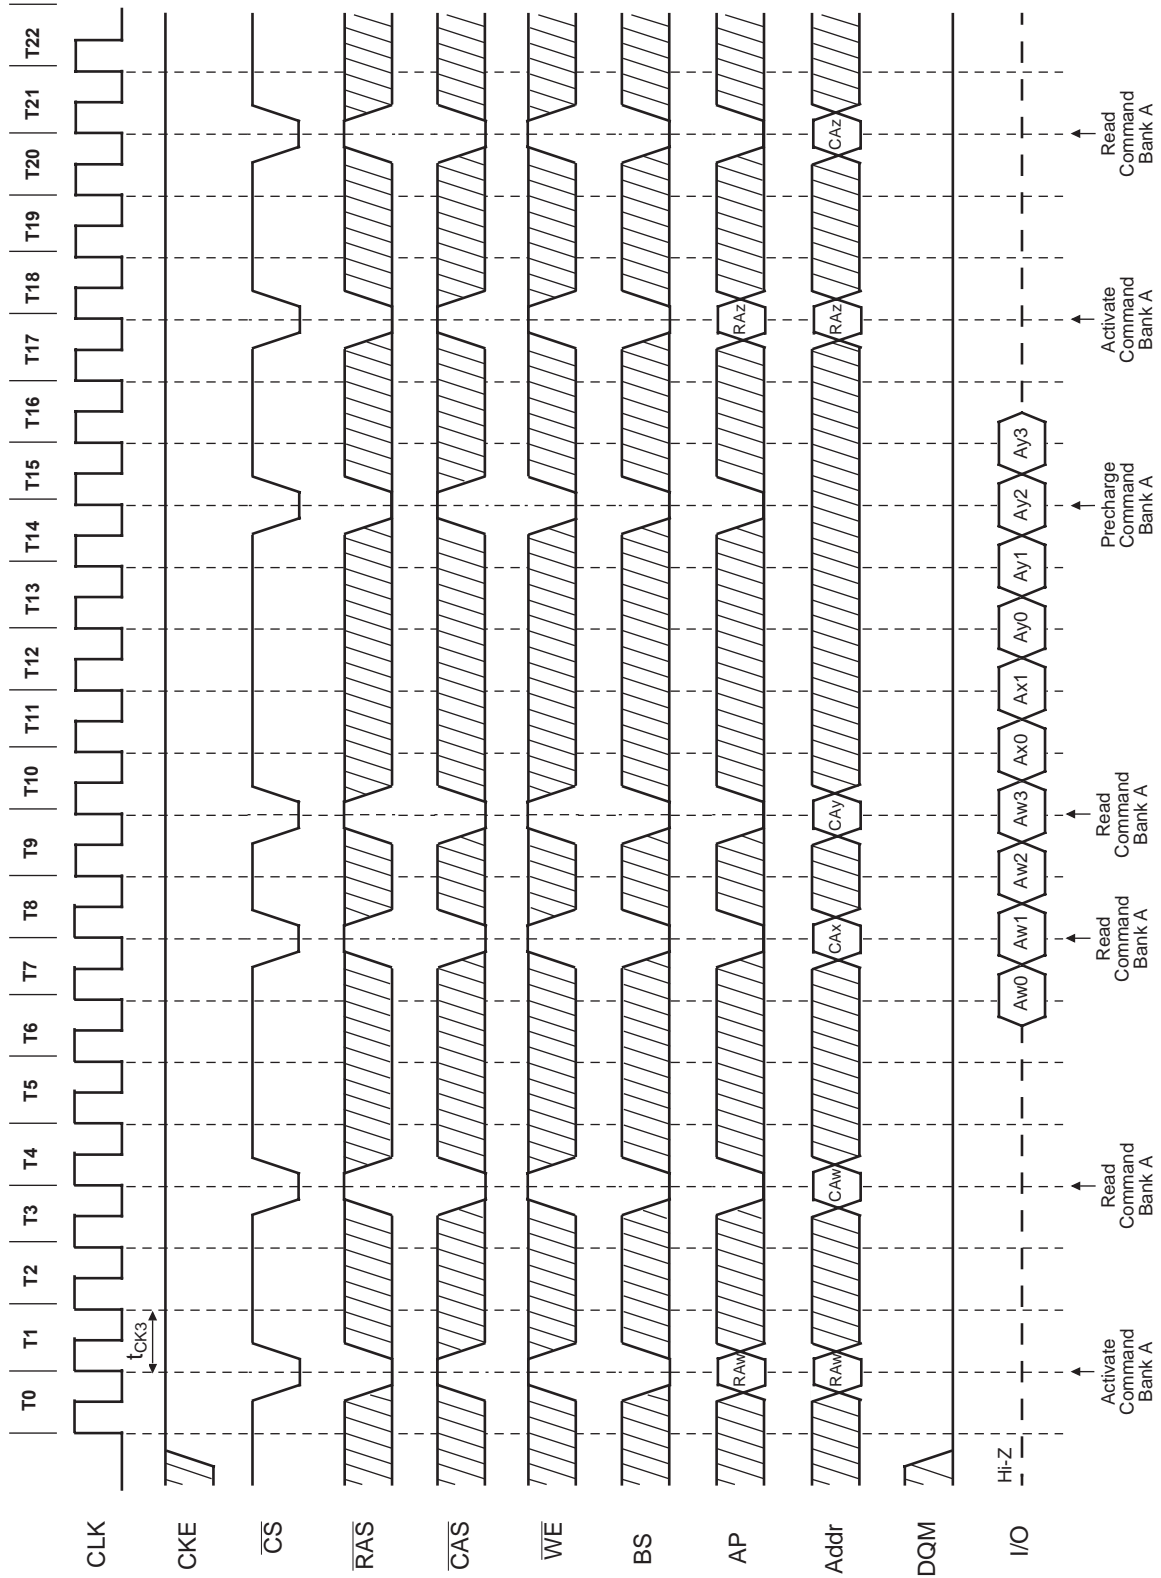 T0 T1 T2 T3 T4 T5 T6 T7 T8 T9 T10 T11 T12 T13 T14 T15 T16 T17 T18 T19 T20 T21 T22
CLK
tCK3
CKE
CS
RAS
CAS
WE
BS
AP
RAw RAz
Addr
RAw CAw CAx CAy RAz CAz
DQM
I/O
Hi-Z
Aw0 Aw1 Aw2 Aw3 Ax0 Ax1 Ay0 Ay1 Ay2 Ay3
Activate
Command
Bank A
Read
Command
Bank A
Read
Command
Bank A
Read
Command
Bank A
Precharge
Command
Bank A
Activate
Command
Bank A
Read
Command
Bank A